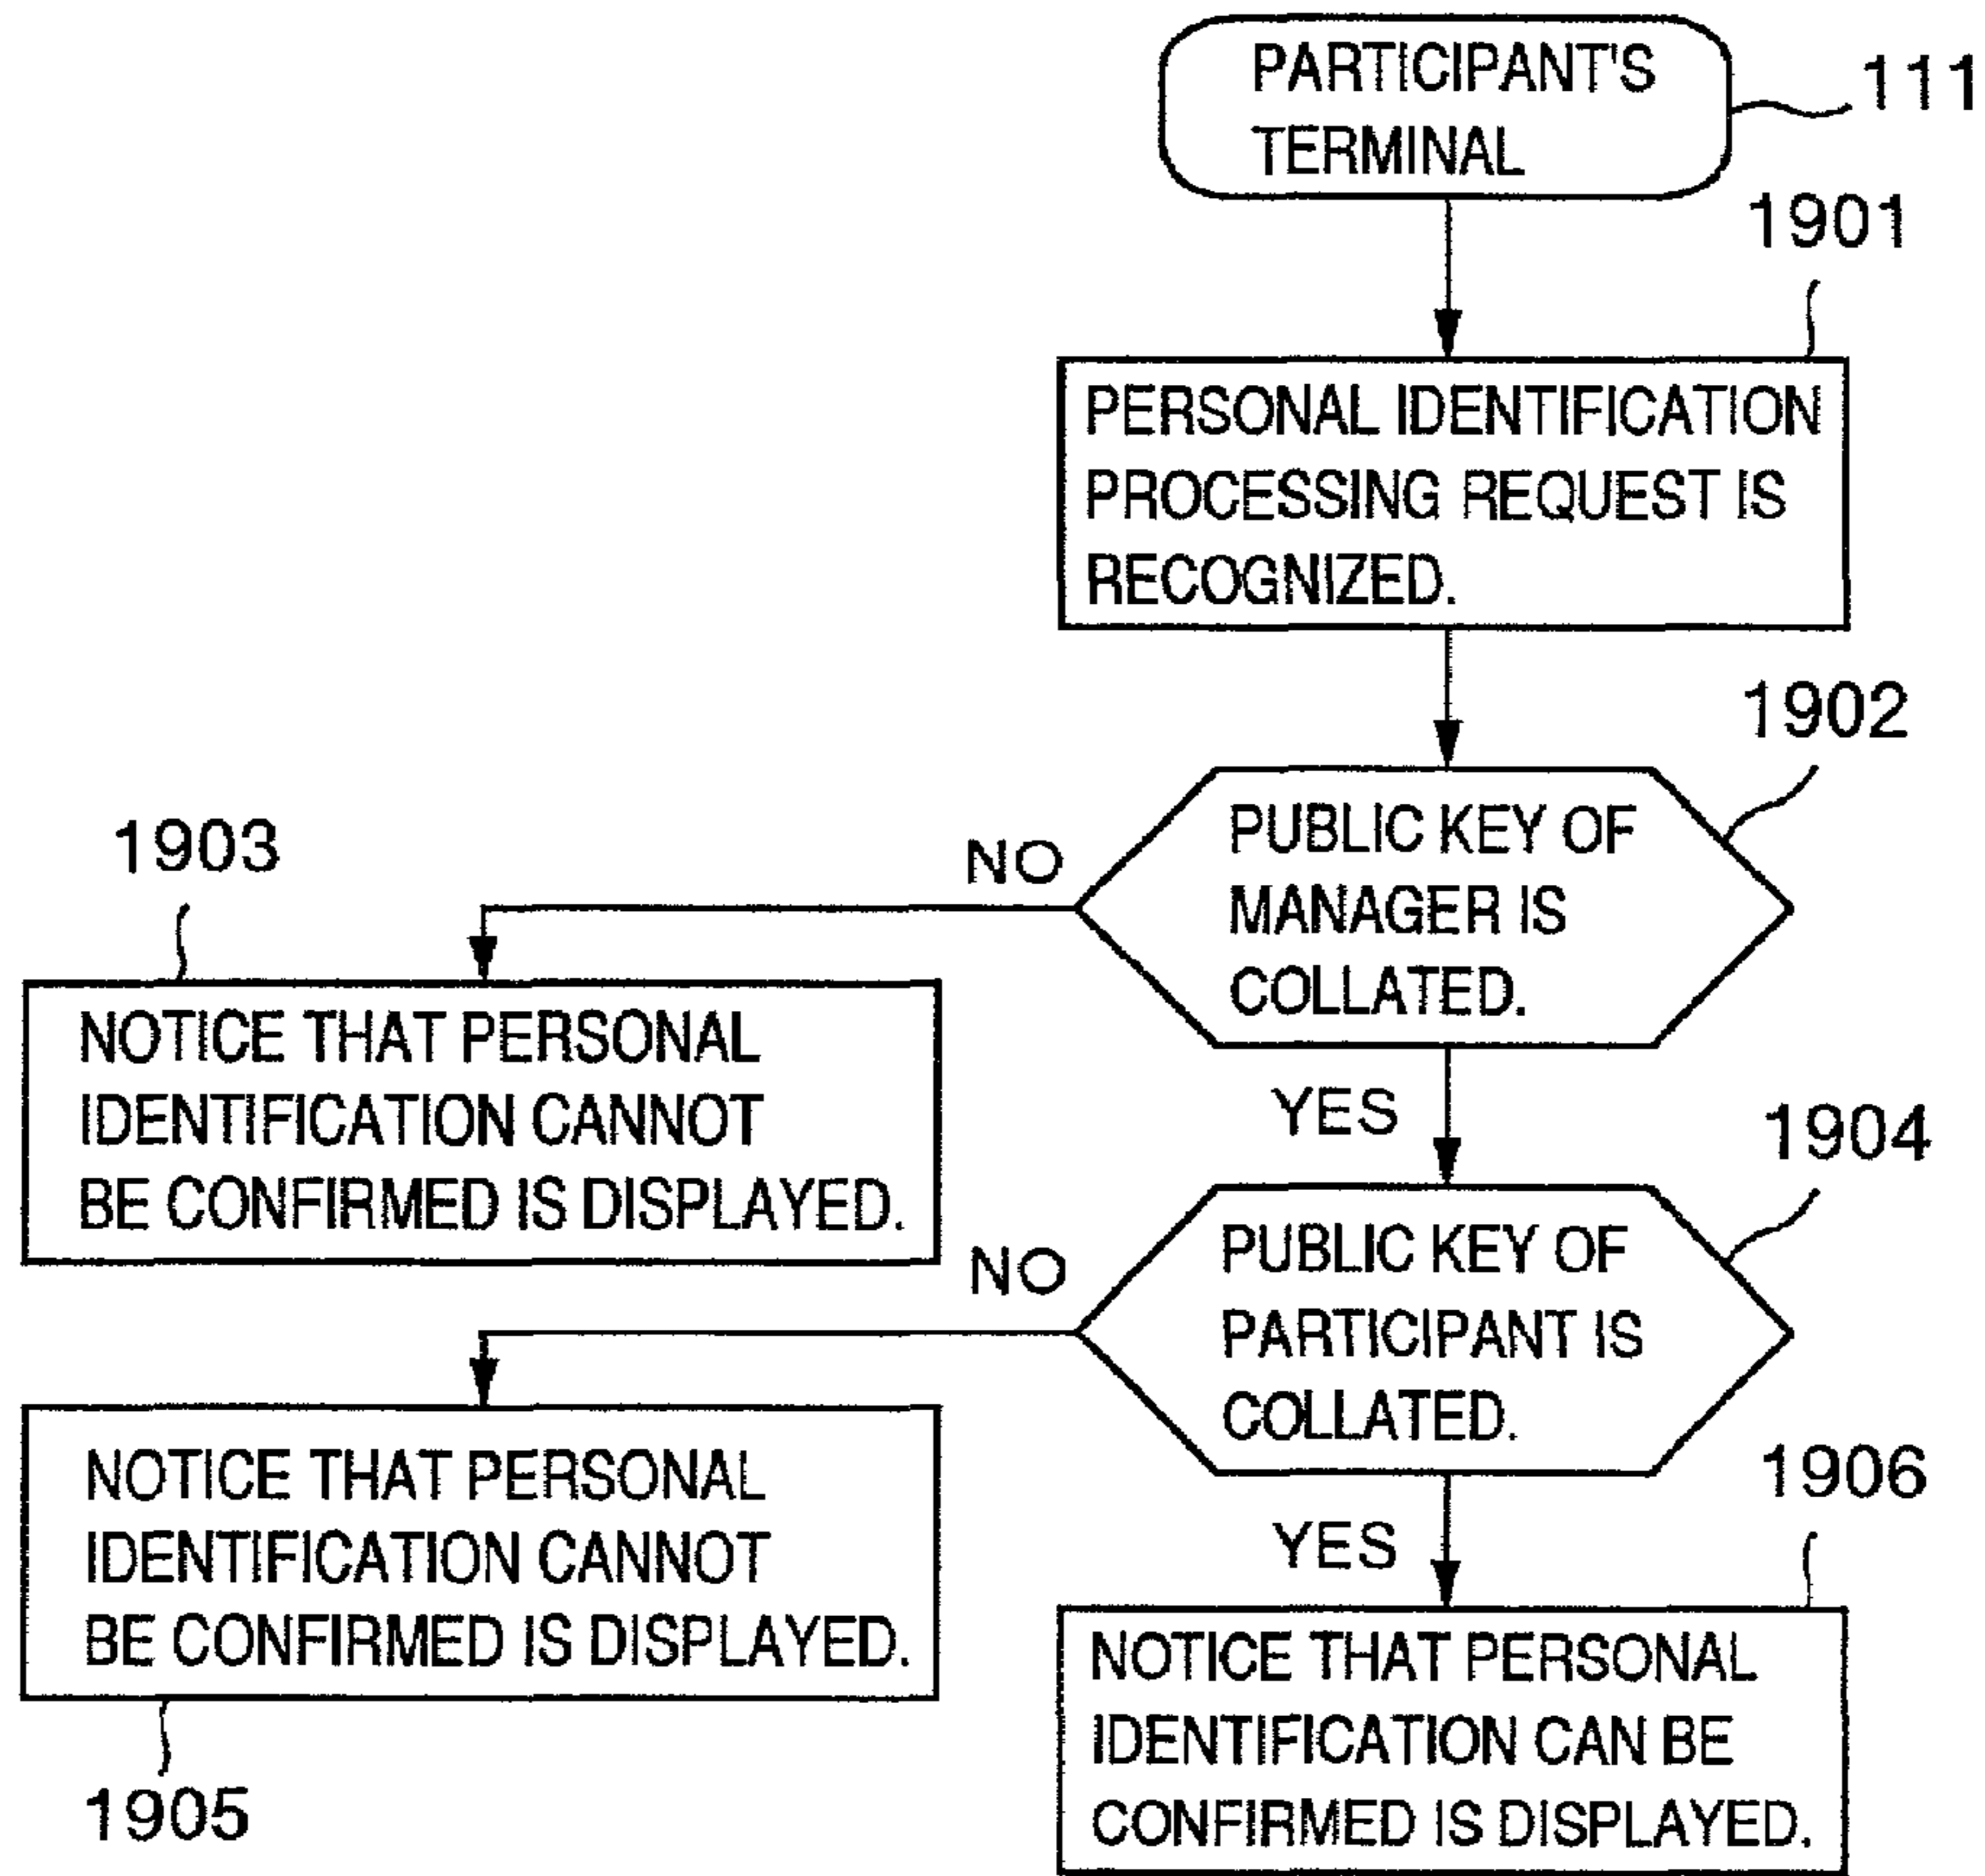 PARTICIPANT'S
TERMINAL
111
1901
PERSONAL IDENTIFICATION
PROCESSING REQUEST IS
RECOGNIZED.
1902
PUBLIC KEY OF
MANAGER IS
COLLATED.
NO
1903
NOTICE THAT PERSONAL
IDENTIFICATION CANNOT
BE CONFIRMED IS DISPLAYED.
YES
1904
PUBLIC KEY OF
PARTICIPANT IS
COLLATED.
NO
NOTICE THAT PERSONAL
IDENTIFICATION CANNOT
BE CONFIRMED IS DISPLAYED.
1905
YES
1906
NOTICE THAT PERSONAL
IDENTIFICATION CAN BE
CONFIRMED IS DISPLAYED.